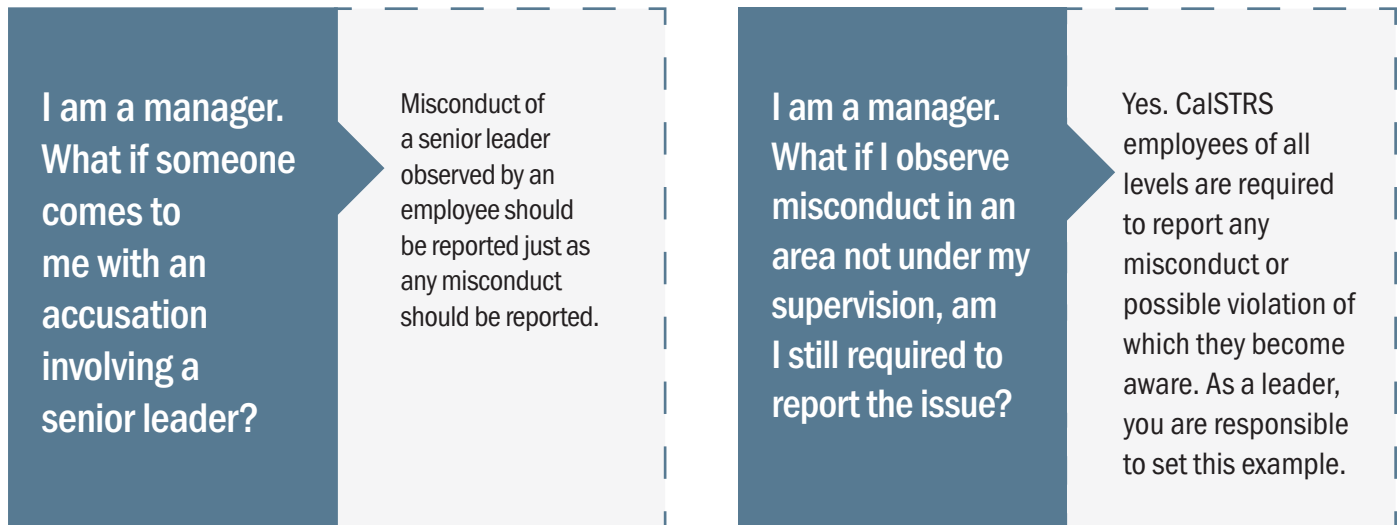 I am a manager.
What if someone
comes to
me with an
accusation
involving a
senior leader?
Misconduct of
a senior leader
observed by an
employee should
be reported just as
any misconduct
should be reported.
I am a manager.
What if I observe
misconduct in an
area not under my
supervision, am
I still required to
report the issue?
Yes. CalSTRS
employees of all
levels are required
to report any
misconduct or
possible violation of
which they become
aware. As a leader,
you are responsible
to set this example.